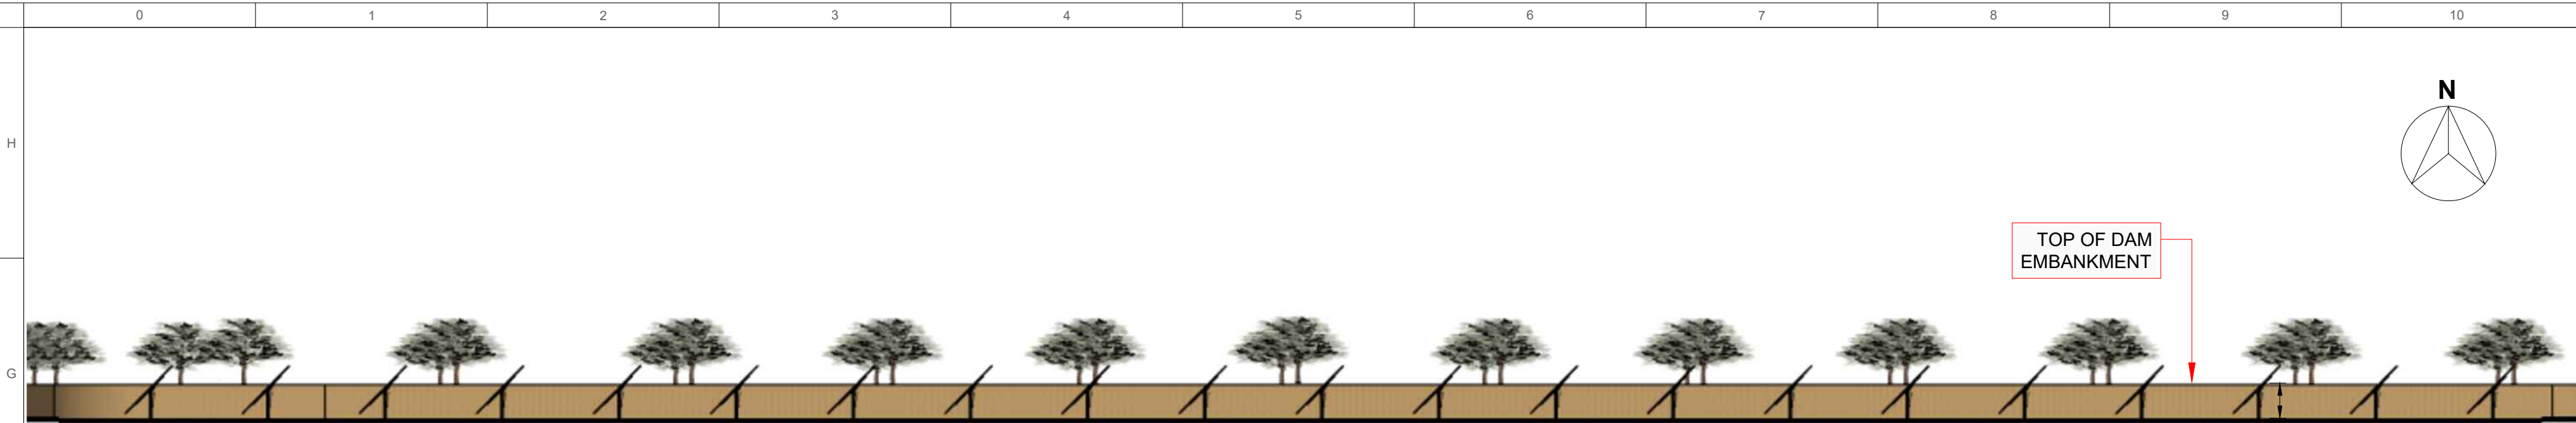 0 1 2 3 4 5 6 7 8 9 10
H
N
TOP OF DAM
EMBANKMENT
G